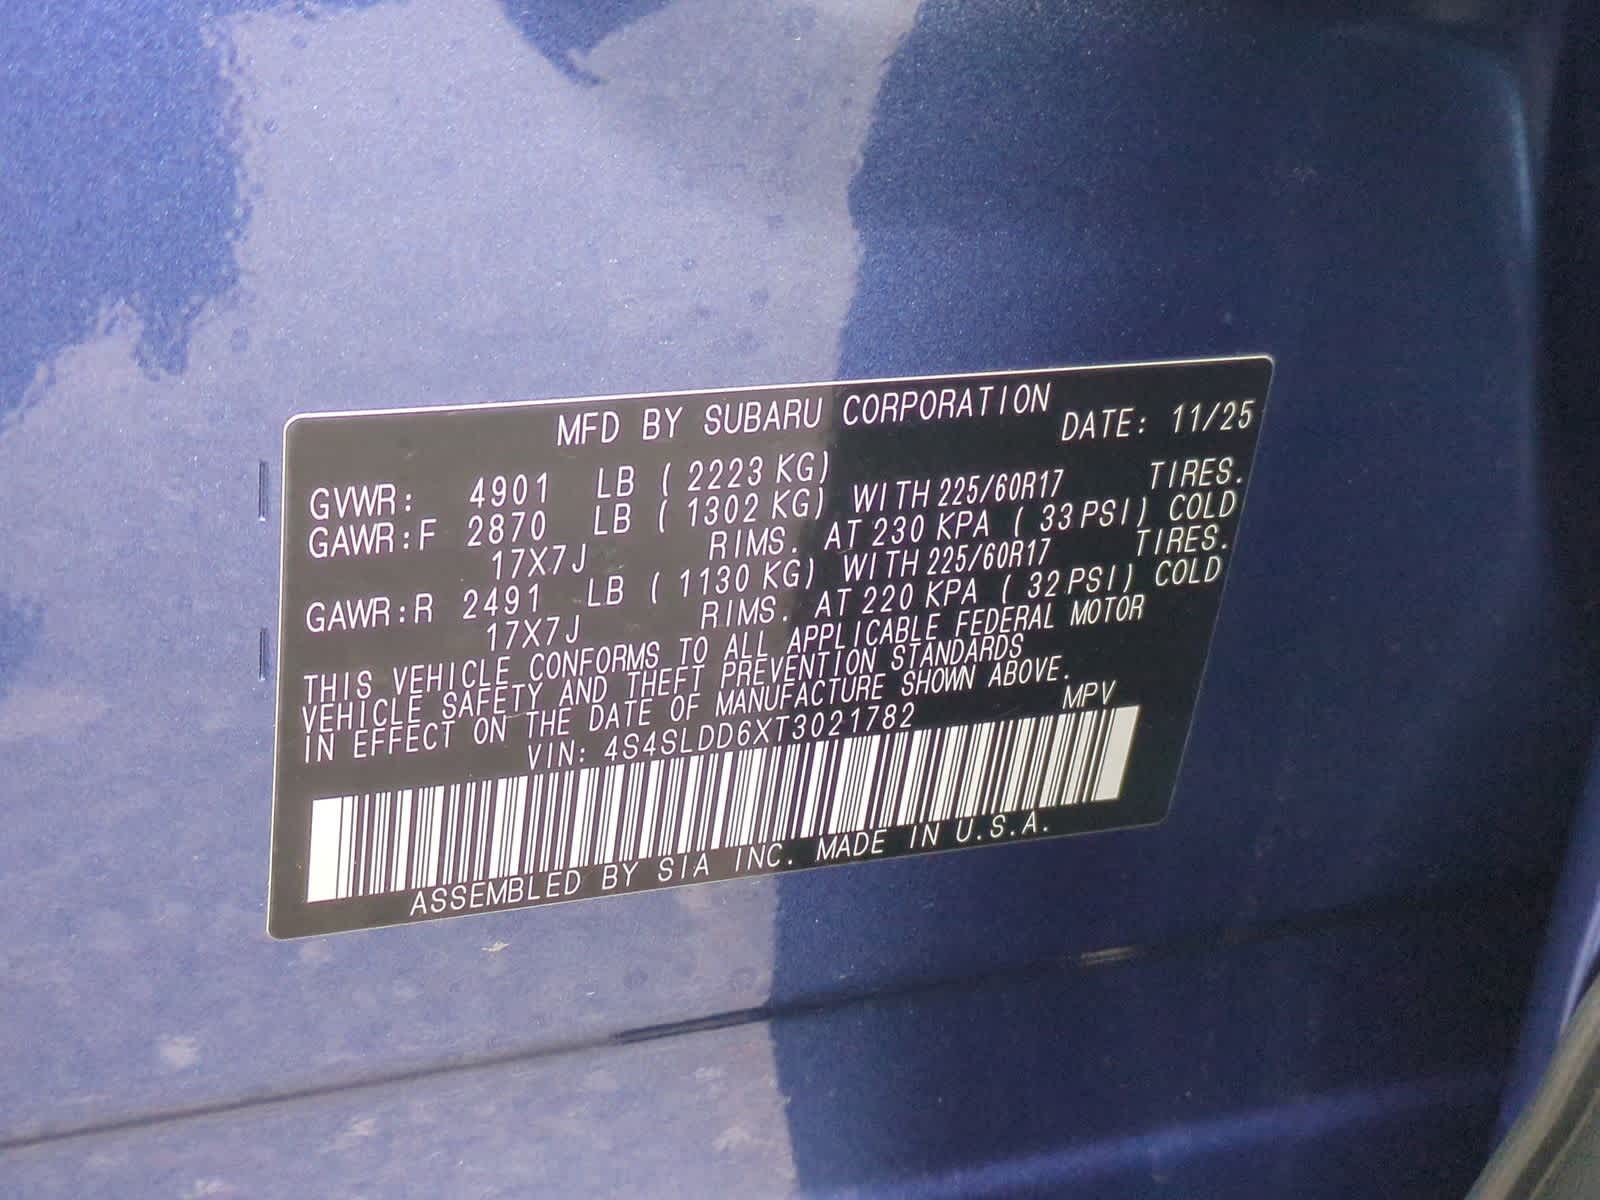 MFD BY SUBARU CORPORATION DATE: 11/25
GVWR: 4901 LB ( 2223 KG)
GAWR:F 2870 LB ( 1302 KG) WITH 225/60R17 TIRES.
17X7J RIMS. AT 230 KPA ( 33 PSI) COLD
GAWR:R 2491 LB ( 1130 KG) WITH 225/60R17 TIRES.
17X7J RIMS. AT 220 KPA ( 32 PSI) COLD
THIS VEHICLE CONFORMS TO ALL APPLICABLE FEDERAL MOTOR
VEHICLE SAFETY AND THEFT PREVENTION STANDARDS
IN EFFECT ON THE DATE OF MANUFACTURE SHOWN ABOVE.
VIN: 4S4SLDD6XT3021782 MPV
ASSEMBLED BY SIA INC. MADE IN U.S.A.